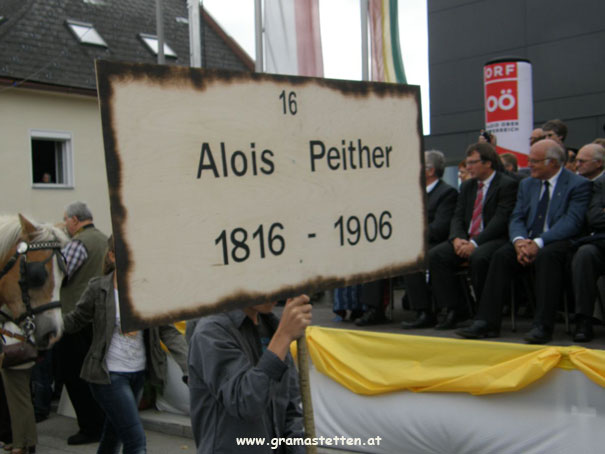 16
Alois Peither
1816 - 1906
ORF
OÖ
www.gramastetten.at